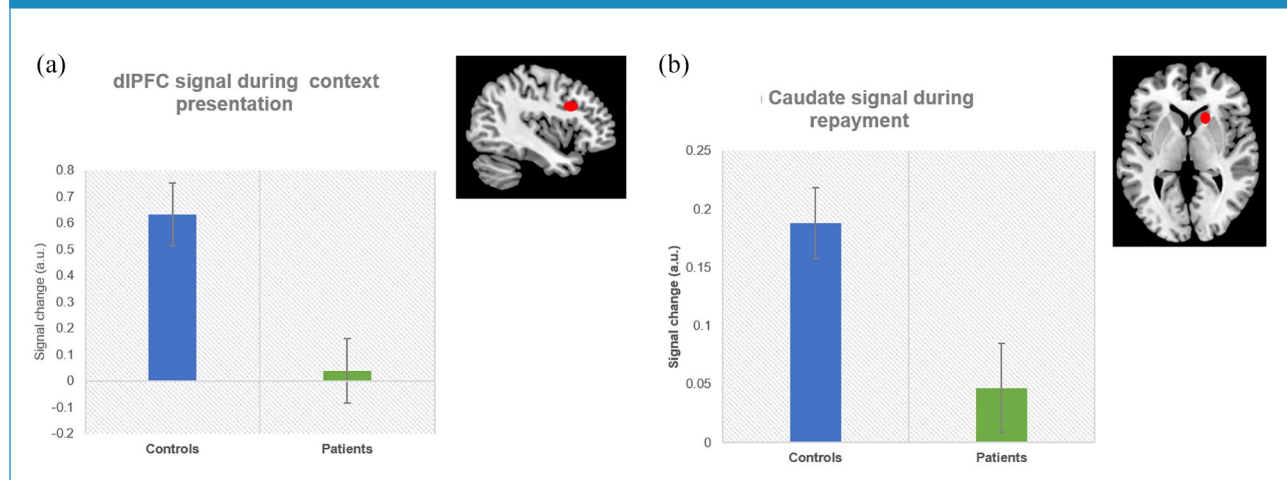 (a)
dlPFC signal during context
presentation
Signal change (a.u.)
0.8
0.7
0.6
0.5
0.4
0.3
0.2
0.1
0
-0.1
-0.2
Controls Patients
(b)
Caudate signal during
repayment
Signal change (a.u.)
0.25
0.2
0.15
0.1
0.05
0
Controls Patients